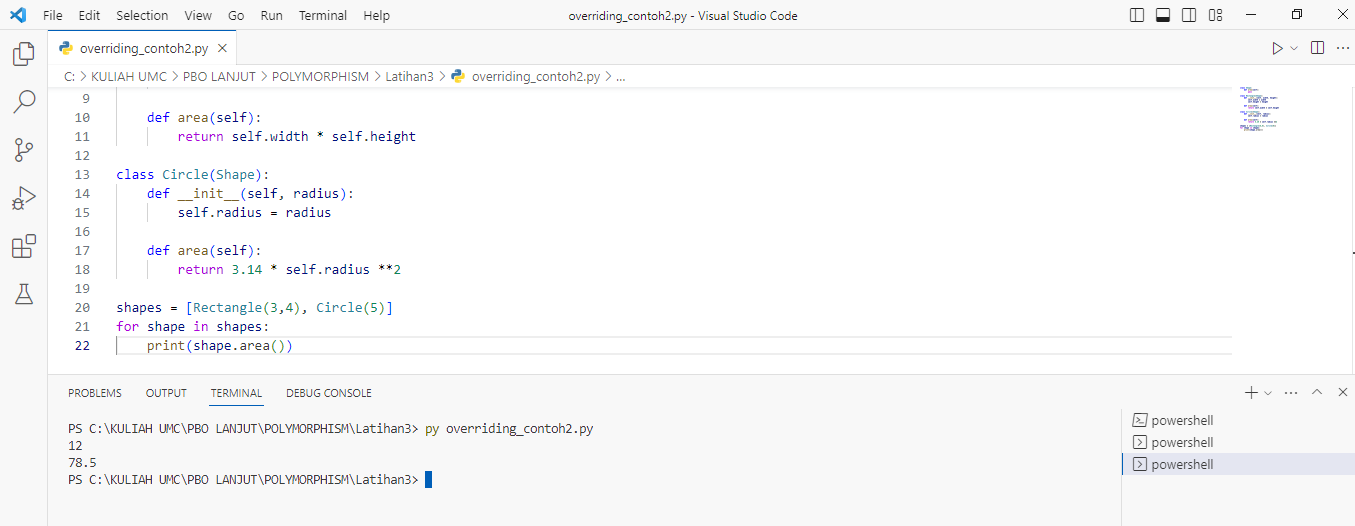 File Edit Selection View Go Run Terminal Help overriding_contoh2.py - Visual Studio Code
overriding_contoh2.py
C: > KULIAH UMC > PBO LANJUT > POLYMORPHISM > Latihan3 > overriding_contoh2.py > ...
9
10 def area(self):
11 return self.width * self.height
12
13 class Circle(Shape):
14 def __init__(self, radius):
15 self.radius = radius
16
17 def area(self):
18 return 3.14 * self.radius **2
19
20 shapes = [Rectangle(3,4), Circle(5)]
21 for shape in shapes:
22 print(shape.area())
PROBLEMS OUTPUT TERMINAL DEBUG CONSOLE
PS C:\KULIAH UMC\PBO LANJUT\POLYMORPHISM\Latihan3> py overriding_contoh2.py
12
78.5
PS C:\KULIAH UMC\PBO LANJUT\POLYMORPHISM\Latihan3>
powershell
powershell
powershell